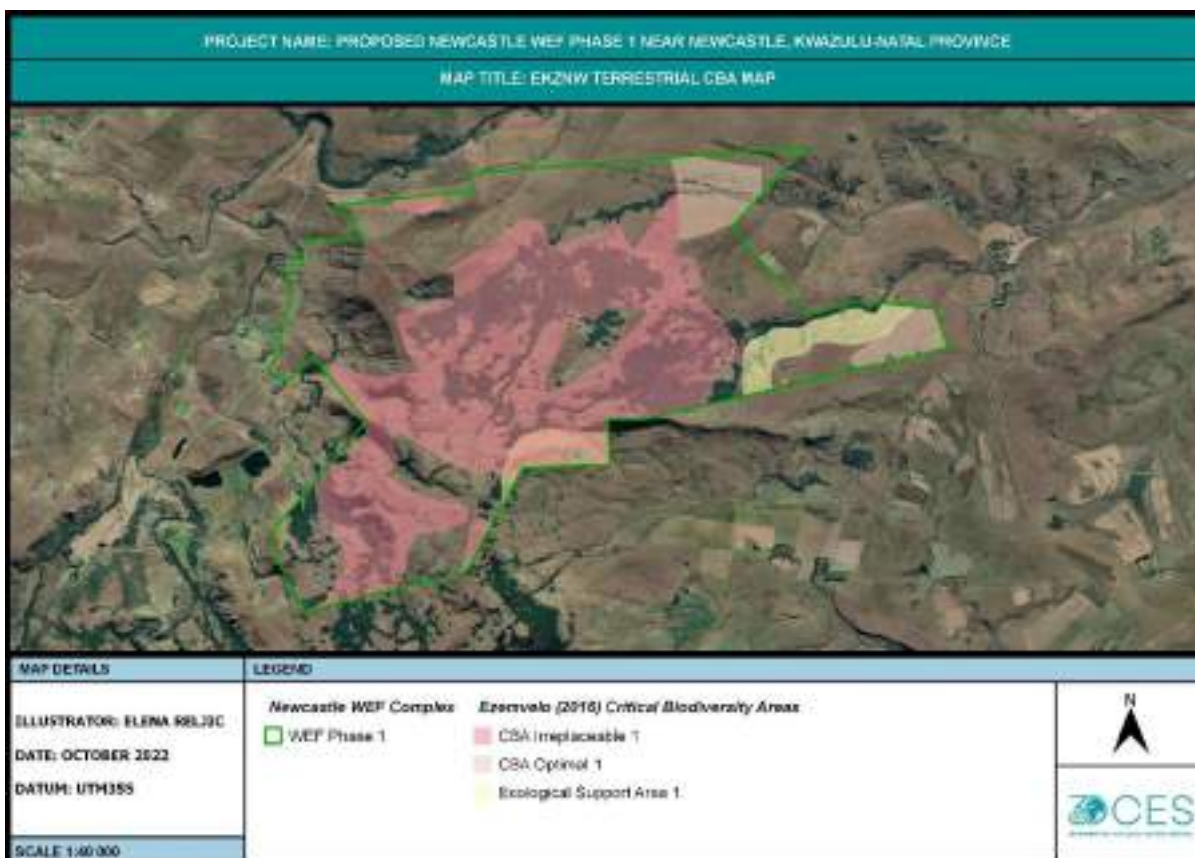 PROJECT NAME: PROPOSED NEWCASTLE WEF PHASE 1 NEAR NEWCASTLE, KWAZULU-NATAL PROVINCE
MAP TITLE: EKZNW TERRESTRIAL CBA MAP
MAP DETAILS
ILLUSTRATOR: ELENA RELJIC
DATE: OCTOBER 2022
DATUM: UTM35S
SCALE 1:40 000
LEGEND
Newcastle WEF Complex
WEF Phase 1
Ezemvelo (2016) Critical Biodiversity Areas
CBA Irreplaceable 1
CBA Optimal 1
Ecological Support Area 1
N
CES